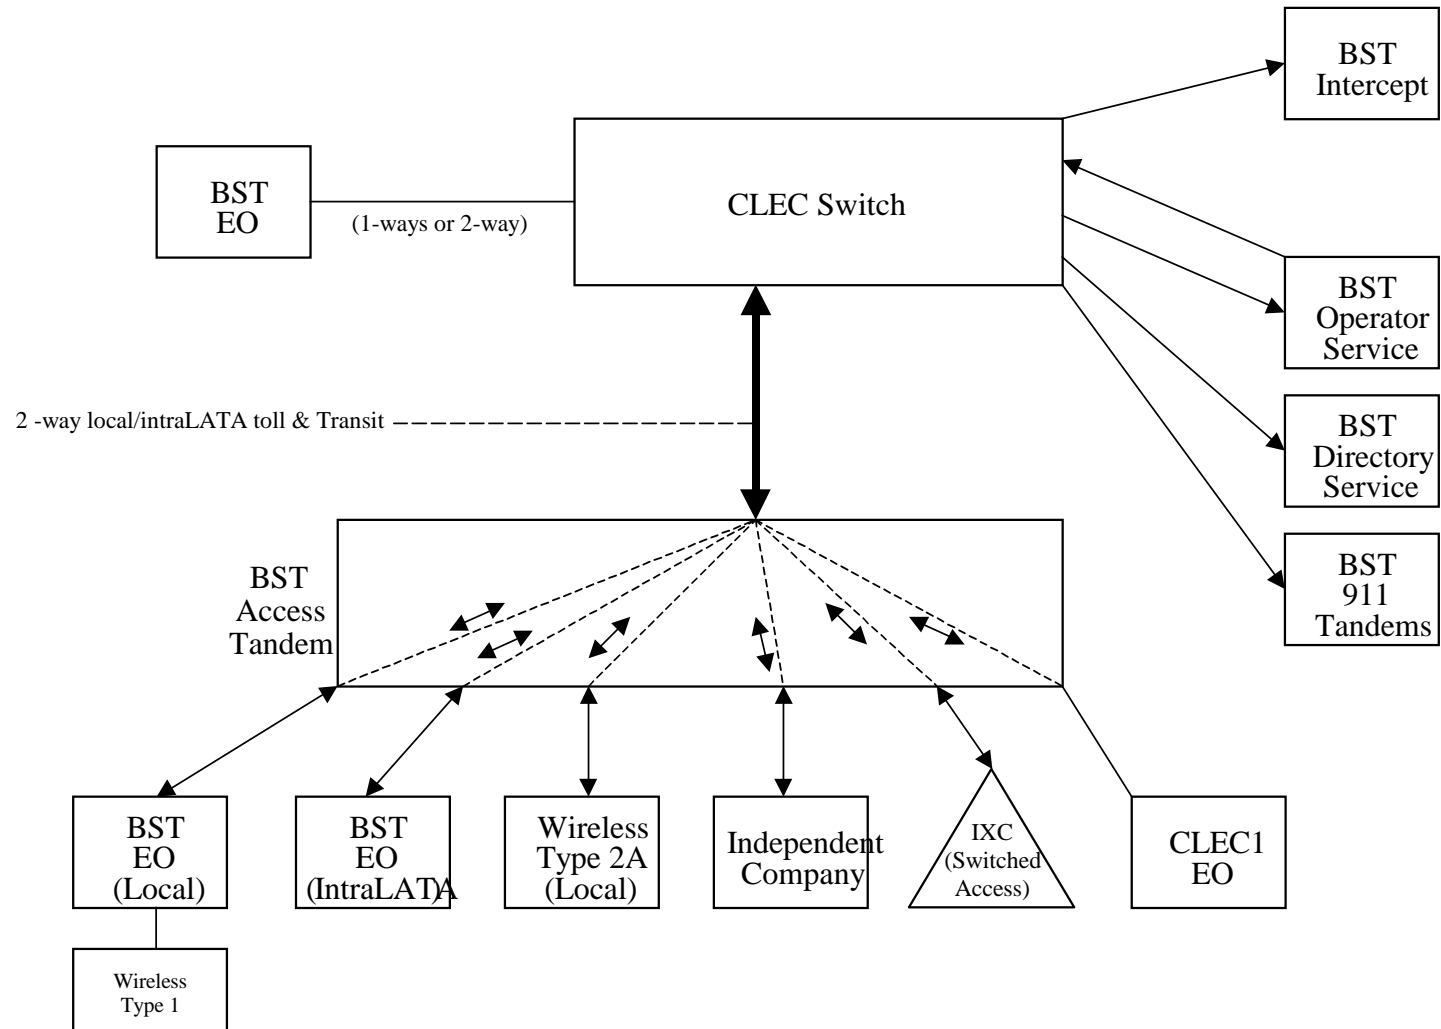 BST
Intercept
BST
EO
(1-ways or 2-way)
CLEC Switch
BST
Operator
Service
2 -way local/intraLATA toll & Transit
BST
Directory
Service
BST
911
Tandems
BST
Access
Tandem
BST
EO
(Local)
BST
EO
(IntraLATA)
Wireless
Type 2A
(Local)
Independent
Company
IXC
(Switched
Access)
CLEC1
EO
Wireless
Type 1